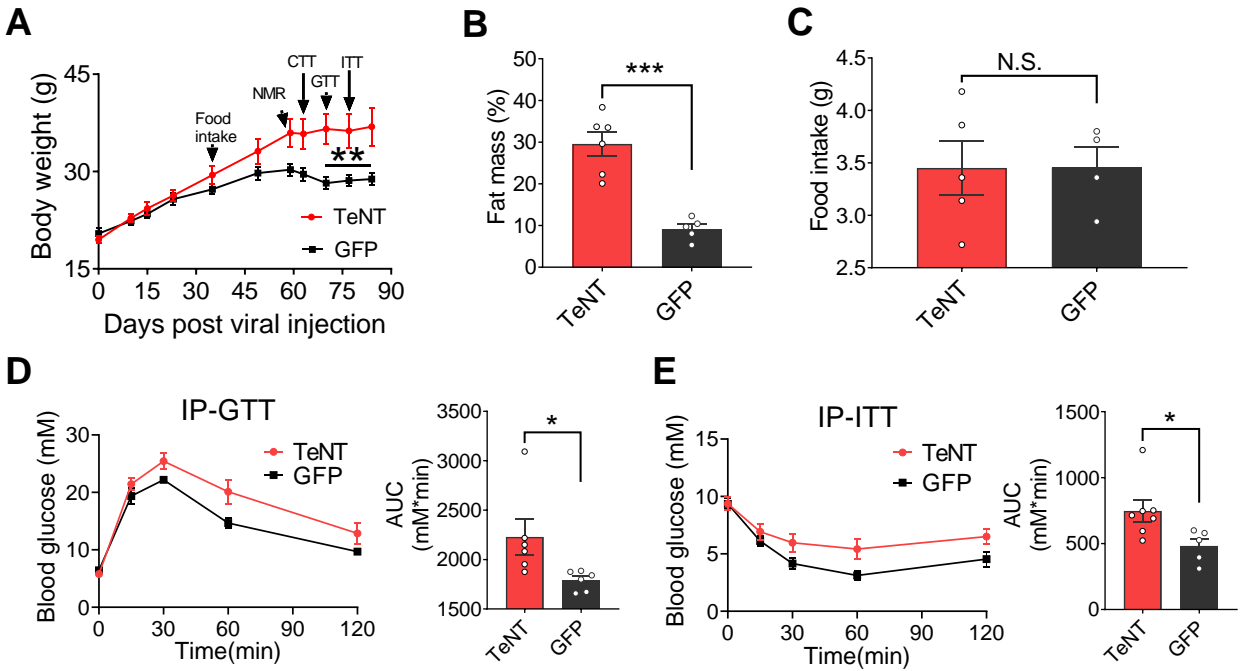 A
Body weight (g)
45
30
15
0
15
30
45
60
75
90
Days post viral injection
Food
intake
NMR
CTT
GTT
ITT
**
TeNT
GFP
B
Fat mass (%)
50
40
30
20
10
0
***
TeNT
GFP
C
Food intake (g)
4.5
4.0
3.5
3.0
2.5
N.S.
TeNT
GFP
D
IP-GTT
Blood glucose (mM)
30
20
10
0
0
30
60
90
120
Time(min)
TeNT
GFP
AUC
(mM*min)
3500
3000
2500
2000
1500
*
TeNT
GFP
E
IP-ITT
Blood glucose (mM)
15
10
5
0
0
30
60
90
120
Time(min)
TeNT
GFP
AUC
(mM*min)
1500
1000
500
0
*
TeNT
GFP